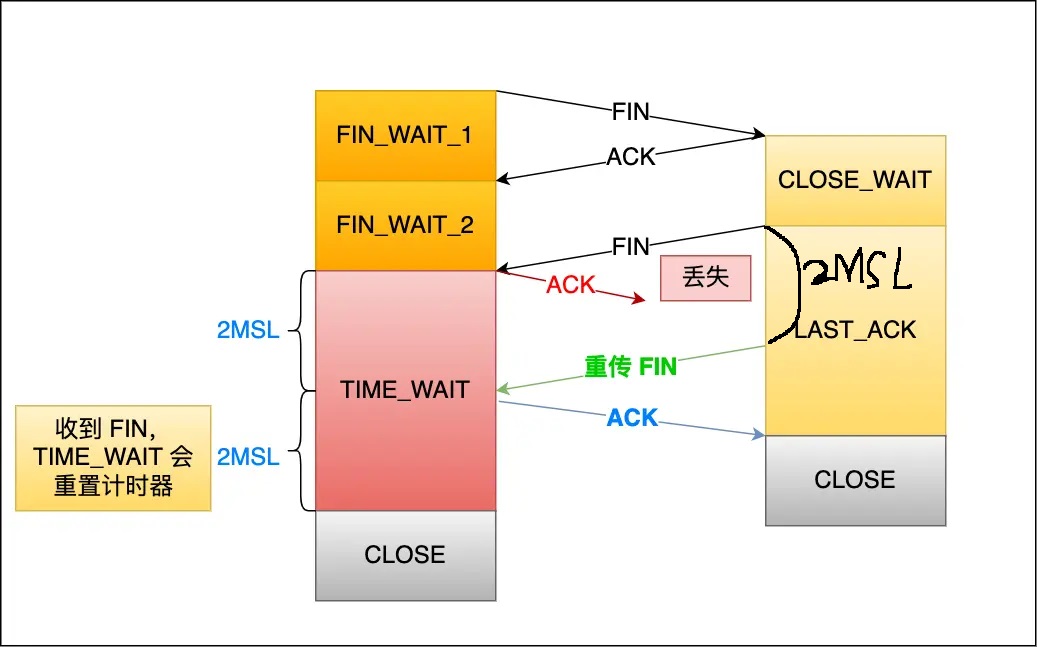 FIN_WAIT_1
FIN
ACK
CLOSE_WAIT
FIN_WAIT_2
FIN
ACK
丢失
2MSL
LAST_ACK
2MSL
重传 FIN
TIME_WAIT
ACK
收到 FIN，
TIME_WAIT 会
重置计时器
2MSL
CLOSE
CLOSE